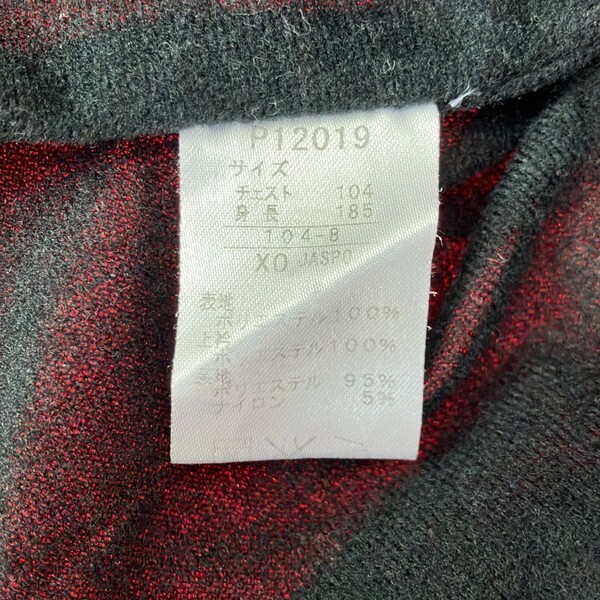 P12019
サイズ
チェスト 104
身長 185
104-8
XO JASPO
表地
ポリエステル100%
ポリエステル100%
ポリエステル 95%
ナイロン 5%